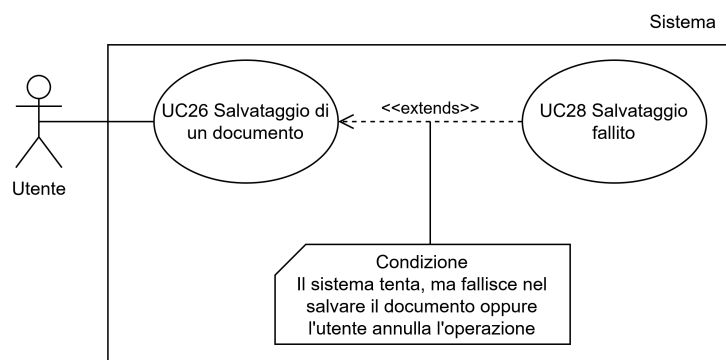 Sistema
UC26 Salvataggio di
un documento
<<extends>>
UC28 Salvataggio
fallito
Utente
Condizione
Il sistema tenta, ma fallisce nel
salvare il documento oppure
l'utente annulla l'operazione